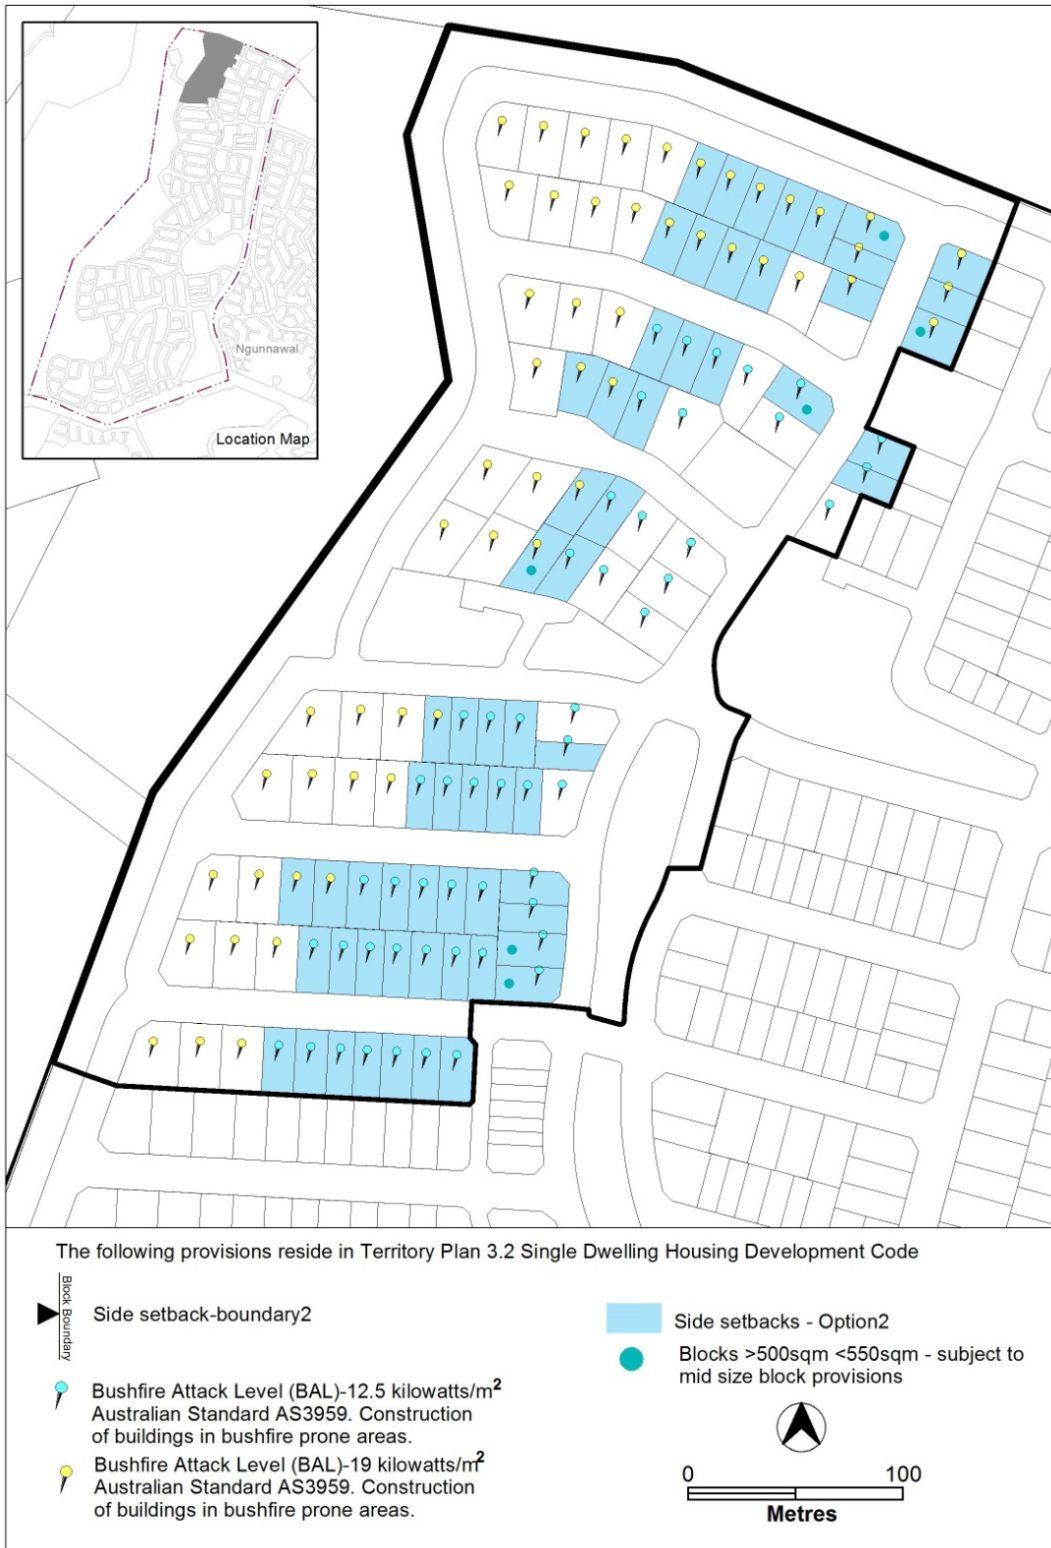 Ngunnawal
Location Map
The following provisions reside in Territory Plan 3.2 Single Dwelling Housing Development Code
Block Boundary
Side setback-boundary2
Bushfire Attack Level (BAL)-12.5 kilowatts/m²
Australian Standard AS3959. Construction
of buildings in bushfire prone areas.
Bushfire Attack Level (BAL)-19 kilowatts/m²
Australian Standard AS3959. Construction
of buildings in bushfire prone areas.
Side setbacks - Option2
Blocks >500sqm <550sqm - subject to
mid size block provisions
0 100
Metres